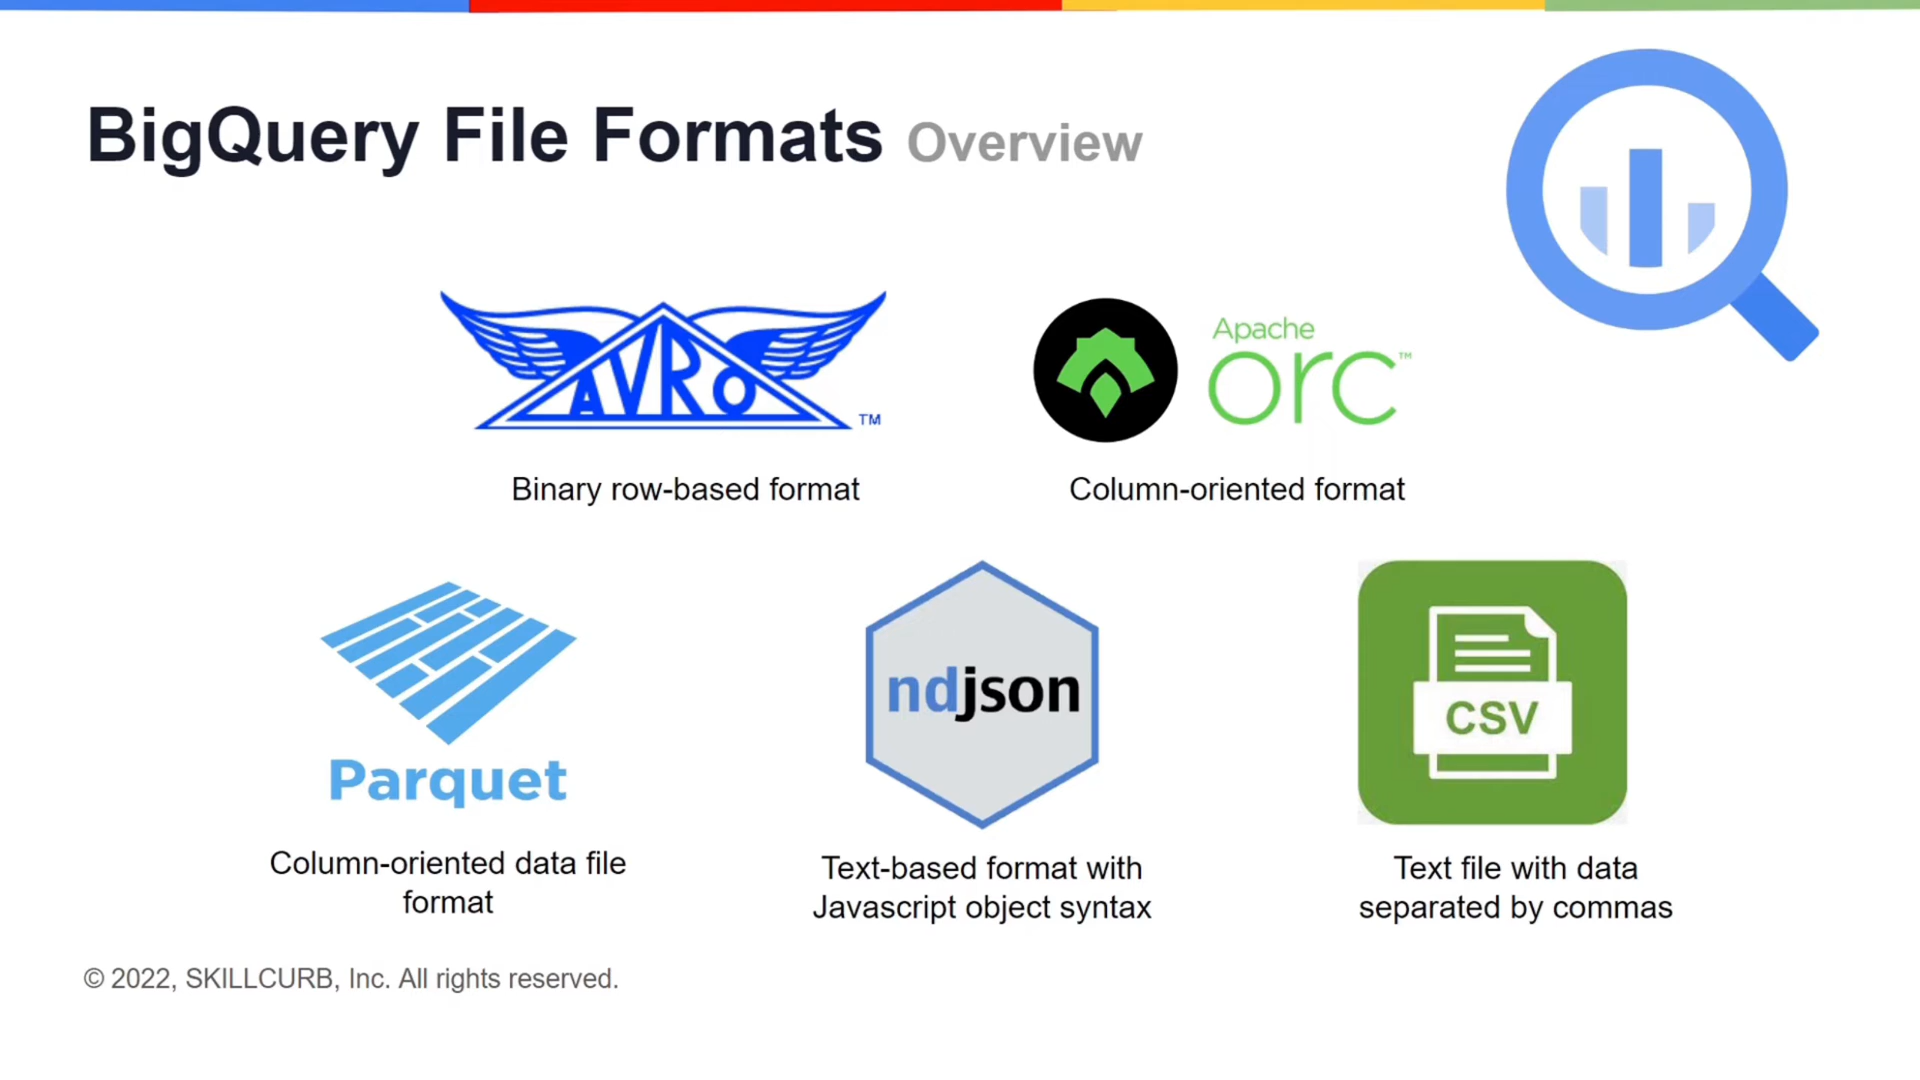 BigQuery File Formats Overview
AVRO ™
Apache
orc™
Binary row-based format
Column-oriented format
Parquet
ndjson
CSV
Column-oriented data file
format
Text-based format with
Javascript object syntax
Text file with data
separated by commas
© 2022, SKILLCURB, Inc. All rights reserved.